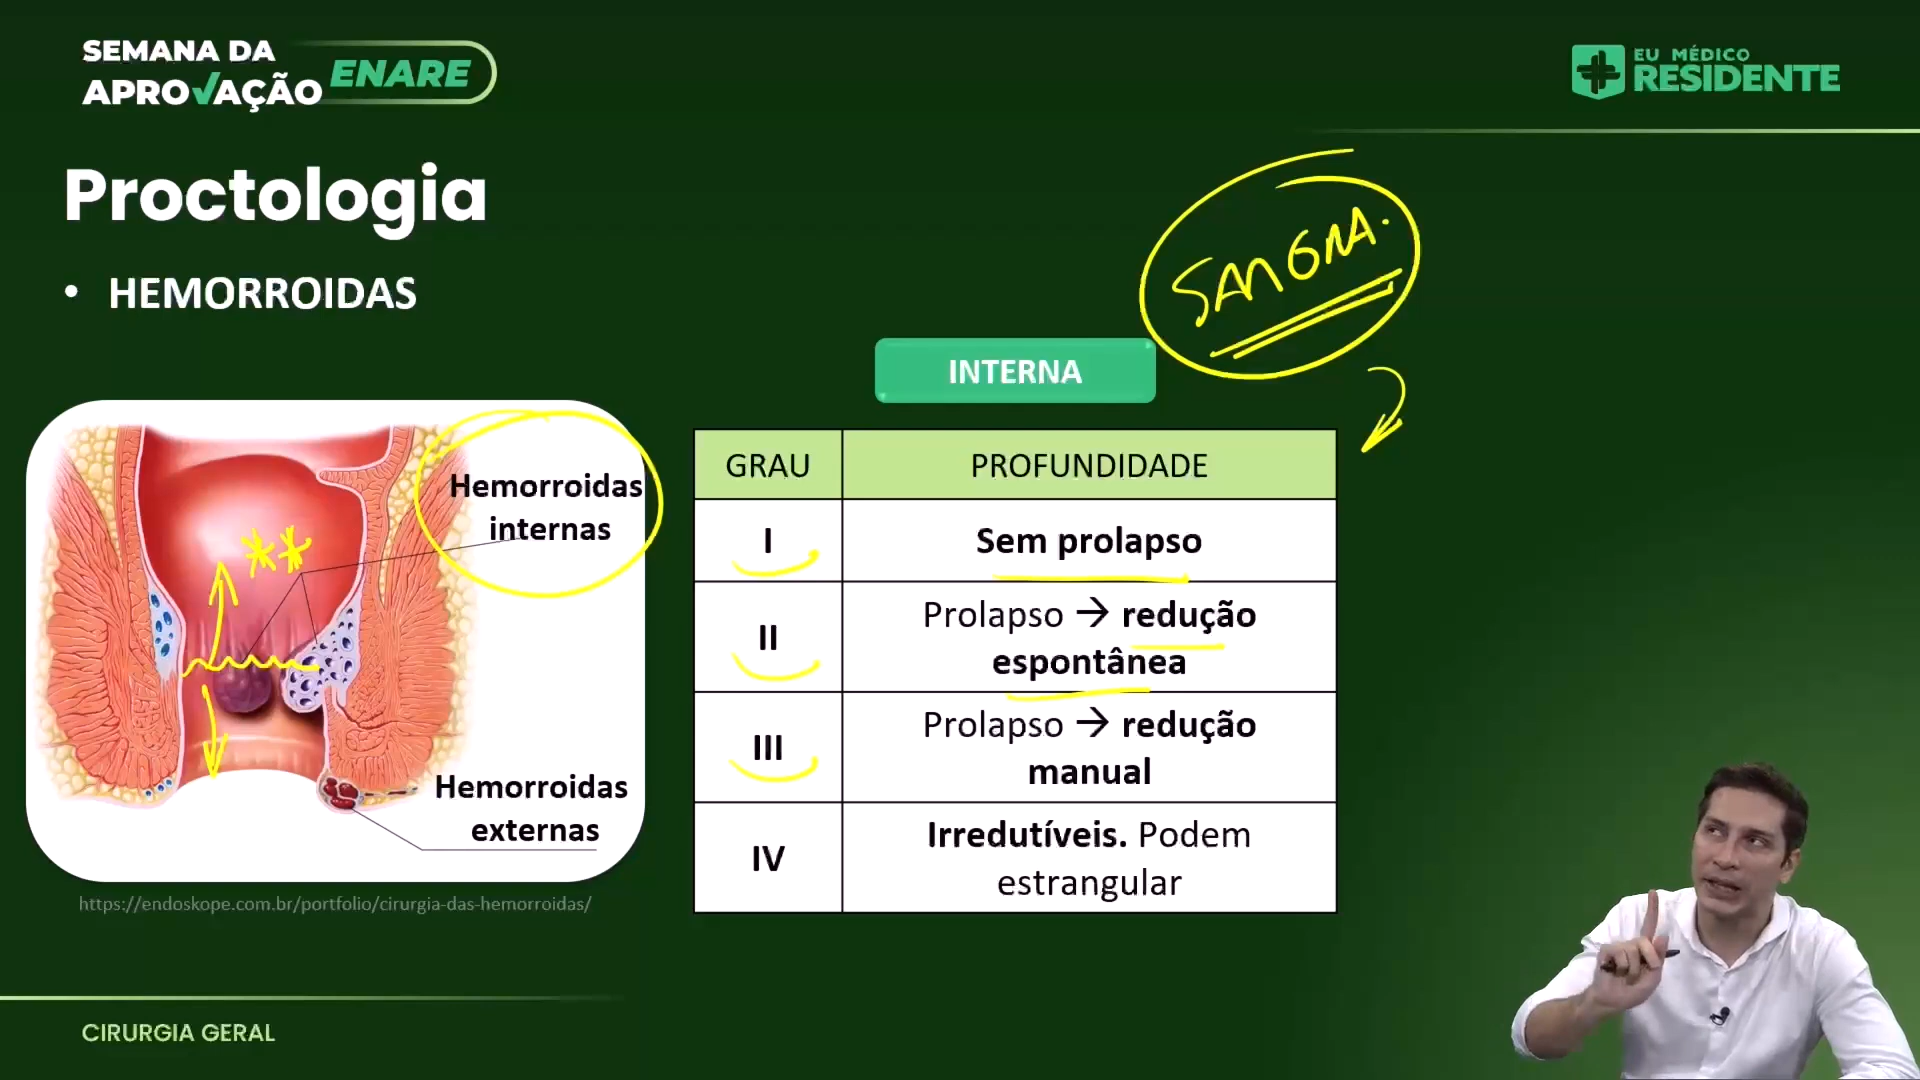 SEMANA DA
APROVAÇÃO
ENARE
EU MÉDICO
RESIDENTE
Proctologia
• HEMORROIDAS
SANGRA.
INTERNA
Hemorroidas
internas
Hemorroidas
externas
https://endoskope.com.br/portfolio/cirurgia-das-hemorroidas/
GRAU PROFUNDIDADE
I Sem prolapso
II Prolapso → redução
espontânea
III Prolapso → redução
manual
IV Irredutíveis. Podem
estrangular
CIRURGIA GERAL